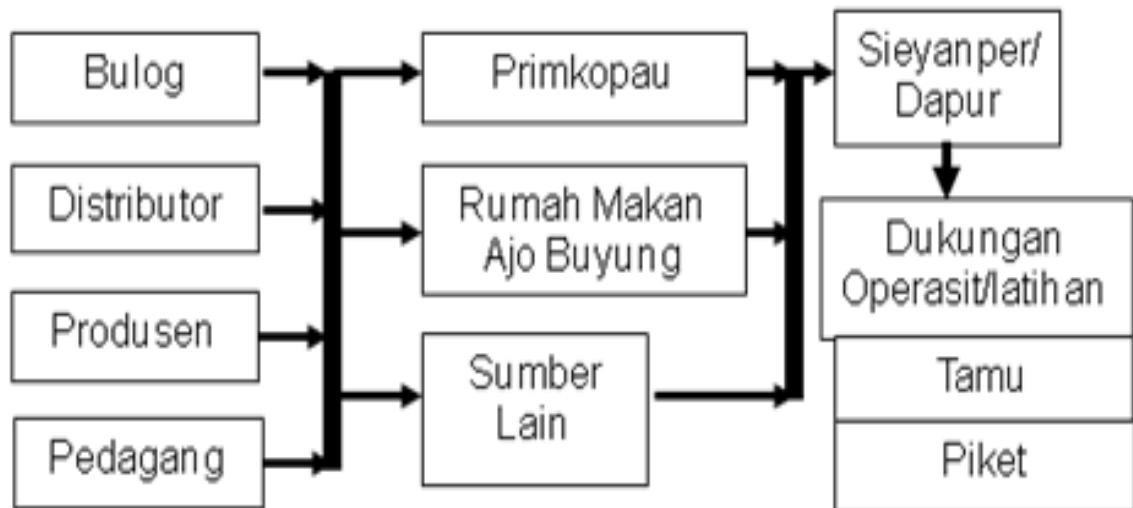 Bulog
Distributor
Produsen
Pedagang
Primkopau
Rumah Makan
Ajo Buyung
Sumber
Lain
Sieyanper/
Dapur
Dukungan
Operasit/latihan
Tamu
Piket